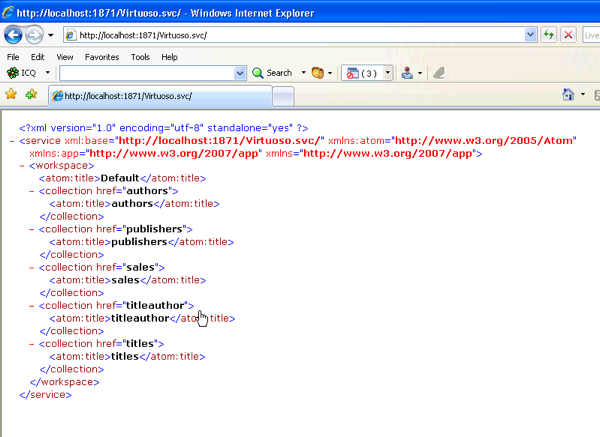 http://localhost:1871/Virtuoso.svc/ - Windows Internet Explorer
http://localhost:1871/Virtuoso.svc/
Live
File Edit View Favorites Tools Help
ICQ Search (3)
http://localhost:1871/Virtuoso.svc/
<?xml version="1.0" encoding="utf-8" standalone="yes" ?>
- <service xml:base="http://localhost:1871/Virtuoso.svc/" xmlns:atom="http://www.w3.org/2005/Atom"
xmlns:app="http://www.w3.org/2007/app" xmlns="http://www.w3.org/2007/app">
- <workspace>
<atom:title>Default</atom:title>
- <collection href="authors">
<atom:title>authors</atom:title>
</collection>
- <collection href="publishers">
<atom:title>publishers</atom:title>
</collection>
- <collection href="sales">
<atom:title>sales</atom:title>
</collection>
- <collection href="titleauthor">
<atom:title>titleauthor</atom:title>
</collection>
- <collection href="titles">
<atom:title>titles</atom:title>
</collection>
</workspace>
</service>